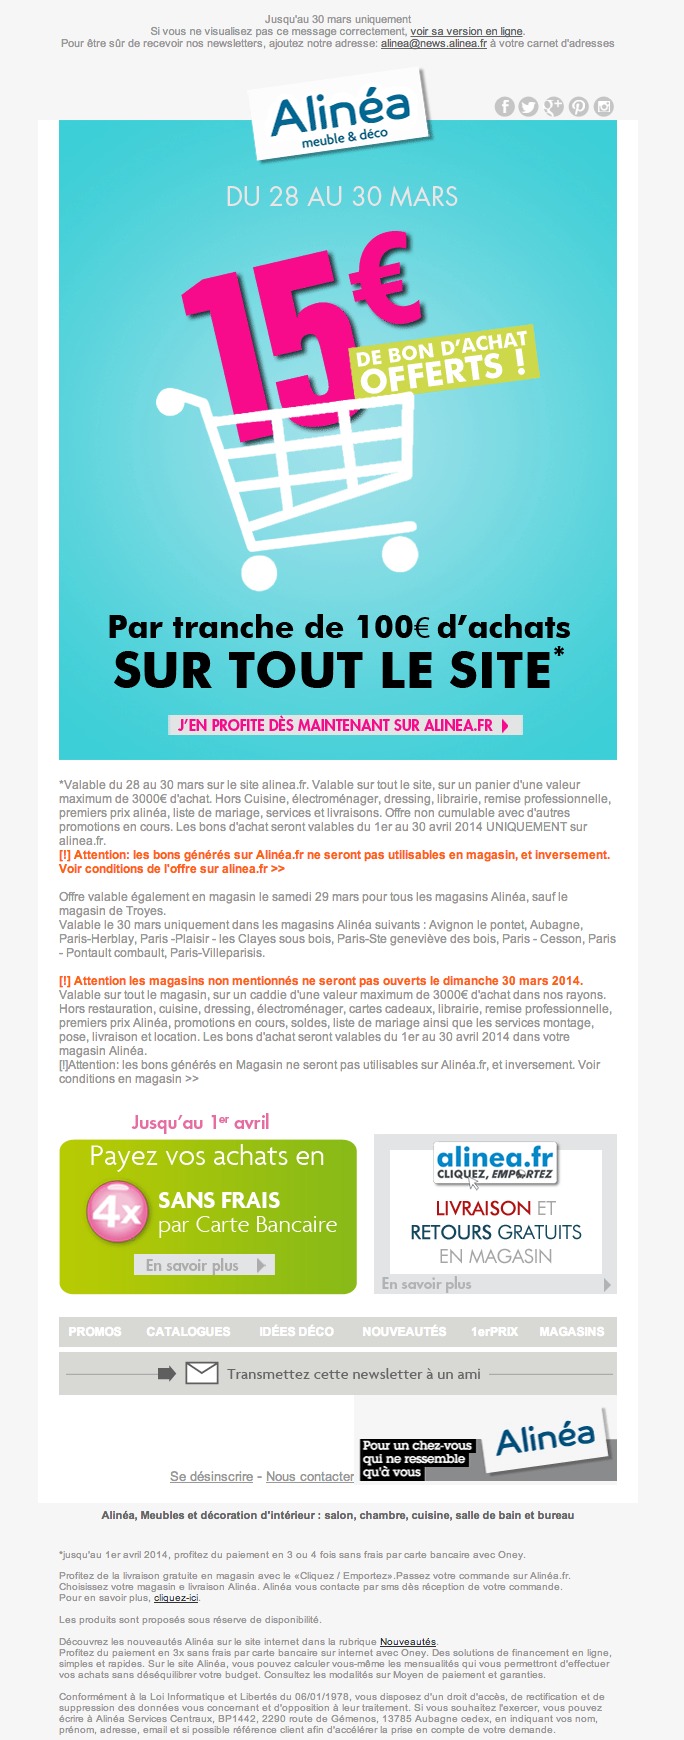 Jusqu'au 30 mars uniquement
Si vous ne visualisez pas ce message correctement, voir sa version en ligne.
Pour être sûr de recevoir nos newsletters, ajoutez notre adresse: alinea@news.alinea.fr à votre carnet d'adresses
Alinéa
meuble & déco
DU 28 AU 30 MARS
15€
DE BON D'ACHAT
OFFERTS !
Par tranche de 100€ d'achats
SUR TOUT LE SITE*
J'EN PROFITE DÈS MAINTENANT SUR ALINEA.FR
*Valable du 28 au 30 mars sur le site alinea.fr. Valable sur tout le site, sur un panier d'une valeur
maximum de 3000€ d'achat. Hors Cuisine, électroménager, dressing, librairie, remise professionnelle,
premiers prix alinéa, liste de mariage, services et livraisons. Offre non cumulable avec d'autres
promotions en cours. Les bons d'achat seront valables du 1er au 30 avril 2014 UNIQUEMENT sur
alinea.fr.
[!] Attention: les bons générés sur Alinéa.fr ne seront pas utilisables en magasin, et inversement.
Voir conditions de l'offre sur alinea.fr >>
Offre valable également en magasin le samedi 29 mars pour tous les magasins Alinéa, sauf le
magasin de Troyes.
Valable le 30 mars uniquement dans les magasins Alinéa suivants : Avignon le pontet, Aubagne,
Paris-Herblay, Paris -Plaisir - les Clayes sous bois, Paris-Ste geneviève des bois, Paris - Cesson, Paris
- Pontault combault, Paris-Villeparisis.
[!] Attention les magasins non mentionnés ne seront pas ouverts le dimanche 30 mars 2014.
Valable sur tout le magasin, sur un caddie d'une valeur maximum de 3000€ d'achat dans nos rayons.
Hors restauration, cuisine, dressing, électroménager, cartes cadeaux, librairie, remise professionnelle,
premiers prix Alinéa, promotions en cours, soldes, liste de mariage ainsi que les services montage,
pose, livraison et location. Les bons d'achat seront valables du 1er au 30 avril 2014 dans votre
magasin Alinéa.
[!]Attention: les bons générés en Magasin ne seront pas utilisables sur Alinéa.fr, et inversement. Voir
conditions en magasin >>
Jusqu'au 1er avril
Payez vos achats en
4x
SANS FRAIS
par Carte Bancaire
En savoir plus
alinea.fr
CLIQUEZ, EMPORTEZ
LIVRAISON ET
RETOURS GRATUITS
EN MAGASIN
En savoir plus
PROMOS CATALOGUES IDÉES DÉCO NOUVEAUTÉS 1erPRIX MAGASINS
Transmettez cette newsletter à un ami
Pour un chez-vous
qui ne ressemble
qu'à vous
Alinéa
Se désinscrire - Nous contacter
Alinéa, Meubles et décoration d'intérieur : salon, chambre, cuisine, salle de bain et bureau
*jusqu'au 1er avril 2014, profitez du paiement en 3 ou 4 fois sans frais par carte bancaire avec Oney.
Profitez de la livraison gratuite en magasin avec le «Cliquez / Emportez».Passez votre commande sur Alinéa.fr.
Choisissez votre magasin e livraison Alinéa. Alinéa vous contacte par sms dès réception de votre commande.
Pour en savoir plus, cliquez-ici.
Les produits sont proposés sous réserve de disponibilité.
Découvrez les nouveautés Alinéa sur le site internet dans la rubrique Nouveautés.
Profitez du paiement en 3x sans frais par carte bancaire sur internet avec Oney. Des solutions de financement en ligne,
simples et rapides. Sur le site Alinéa, vous pouvez calculer vous-même les mensualités qui vous permettront d'effectuer
vos achats sans déséquilibrer votre budget. Consultez les modalités sur Moyen de paiement et garanties.
Conformément à la Loi Informatique et Libertés du 06/01/1978, vous disposez d'un droit d'accès, de rectification et de
suppression des données vous concernant et d'opposition à leur traitement. Si vous souhaitez l'exercer, vous pouvez
écrire à Alinéa Services Centraux, BP1442, 2290 route de Gémenos, 13785 Aubagne cedex, en indiquant vos nom,
prénom, adresse, email et si possible référence client afin d'accélérer la prise en compte de votre demande.